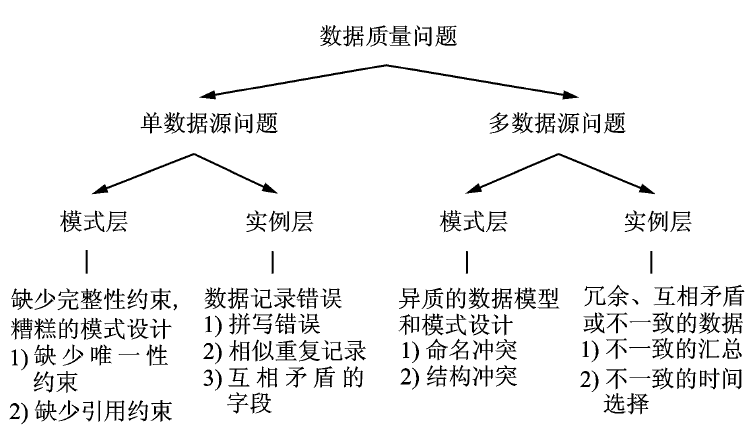 数据质量问题
单数据源问题
多数据源问题
模式层
实例层
模式层
实例层
缺少完整性约束,
糟糕的模式设计
1) 缺少唯一性
约束
2) 缺少引用约束
数据记录错误
1) 拼写错误
2) 相似重复记录
3) 互相矛盾的
字段
异质的数据模型
和模式设计
1) 命名冲突
2) 结构冲突
冗余、互相矛盾
或不一致的数据
1) 不一致的汇总
2) 不一致的时间
选择